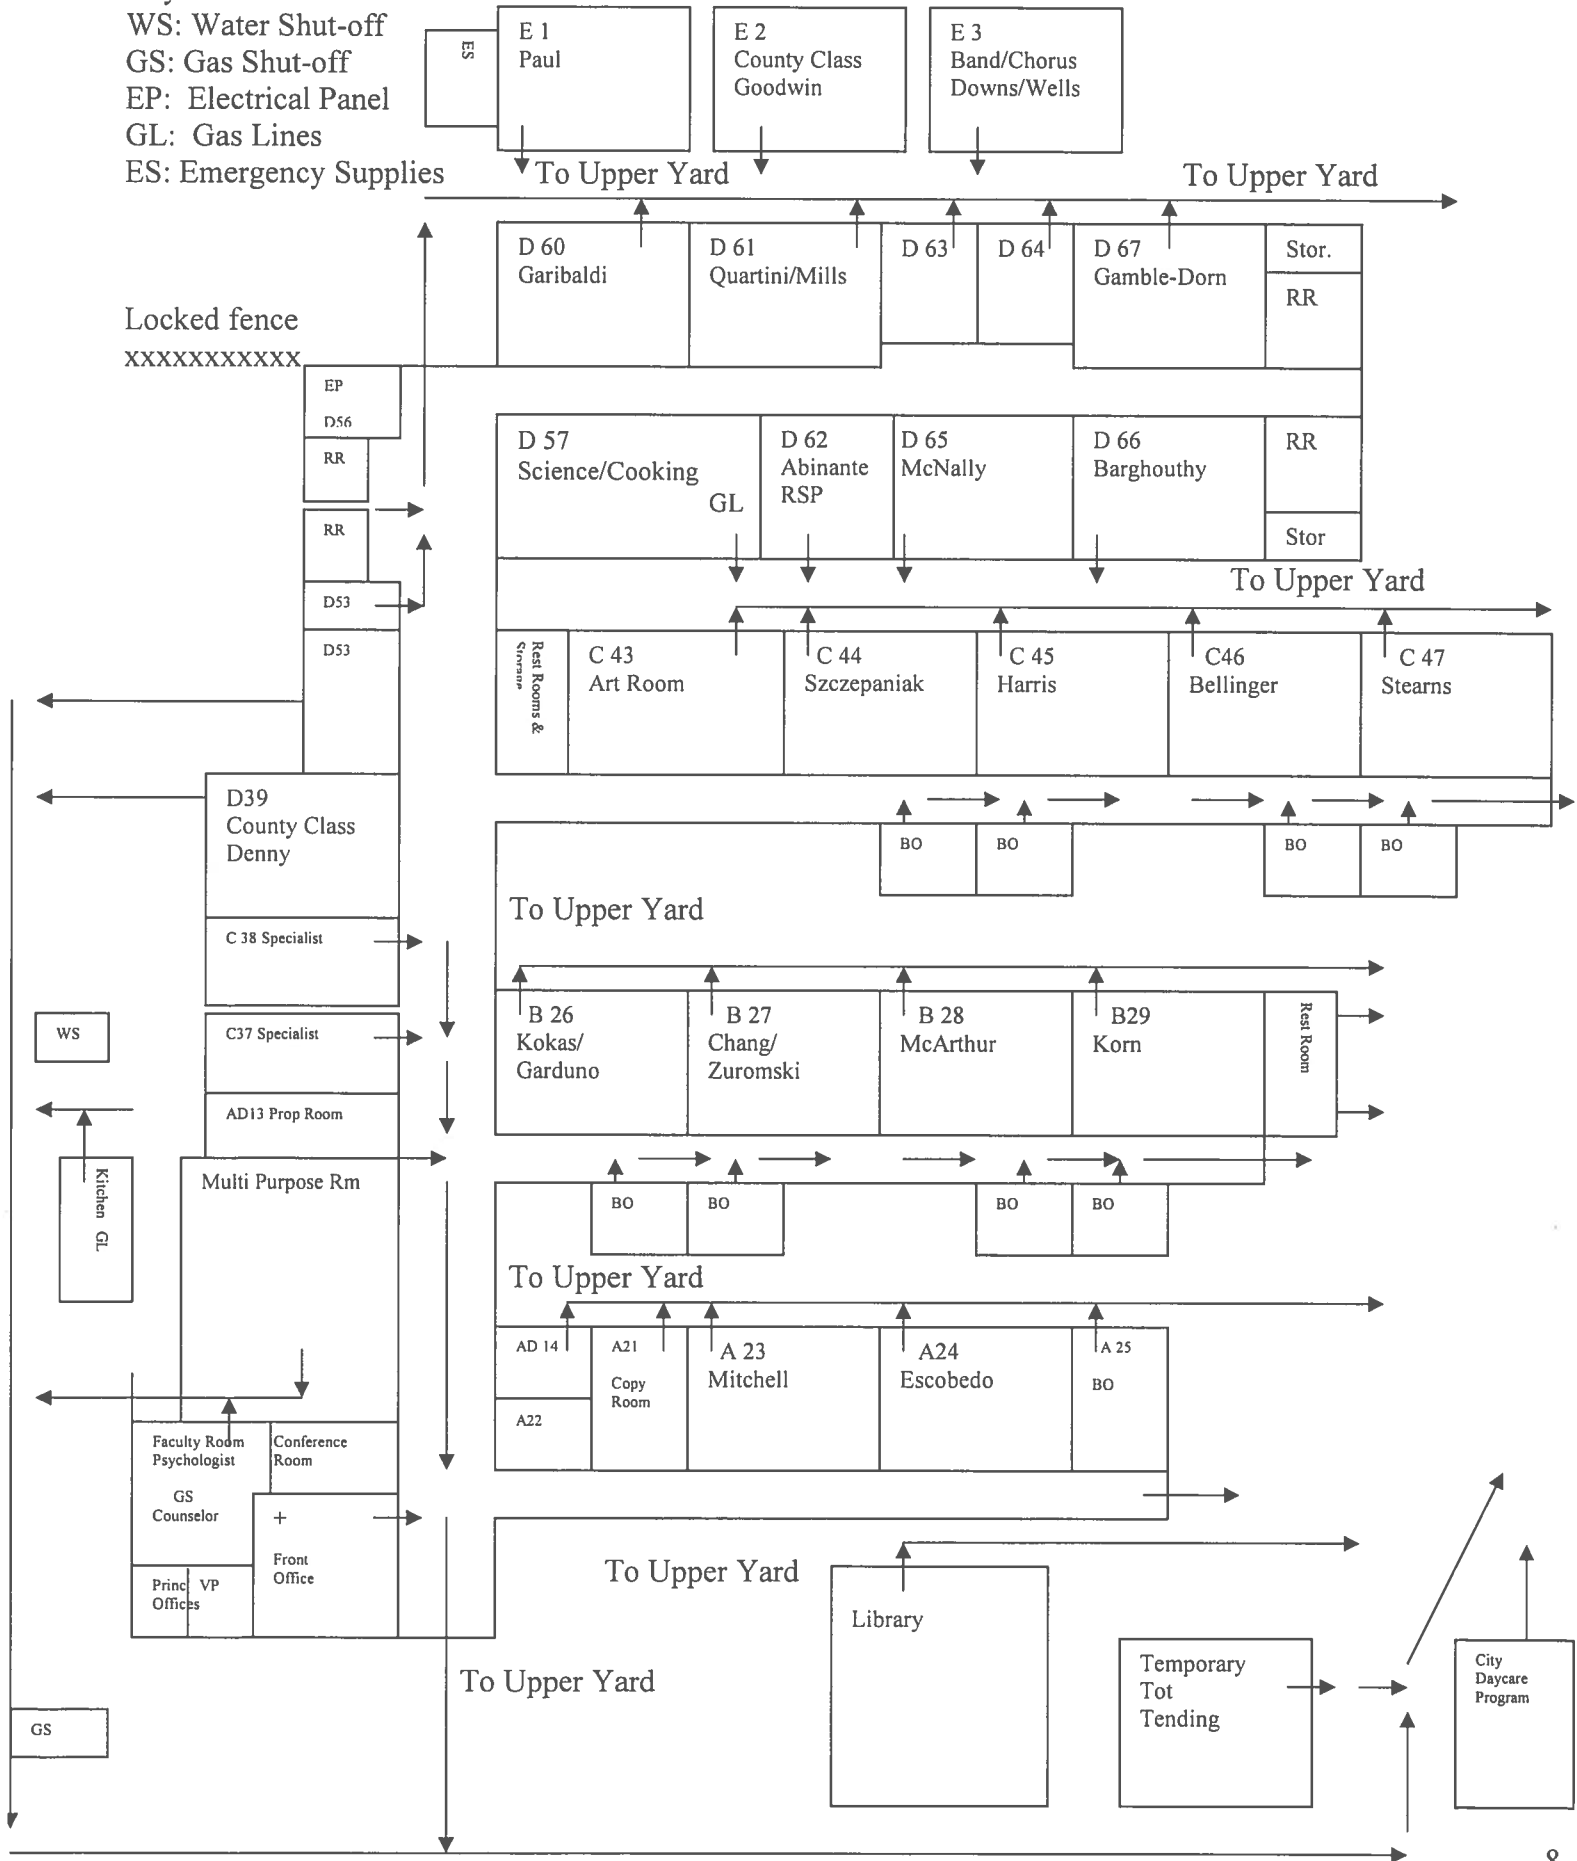 WS: Water Shut-off
GS: Gas Shut-off
EP: Electrical Panel
GL: Gas Lines
ES: Emergency Supplies
ES
E 1
Paul
E 2
County Class
Goodwin
E 3
Band/Chorus
Downs/Wells
To Upper Yard
To Upper Yard
D 60
Garibaldi
D 61
Quartini/Mills
D 63
D 64
D 67
Gamble-Dorn
Stor.
RR
Locked fence
xxxxxxxxxxx
EP
D56
RR
RR
D53
D53
D 57
Science/Cooking
GL
D 62
Abinante
RSP
D 65
McNally
D 66
Barghouthy
RR
Stor
To Upper Yard
Rest Rooms &
Storage
C 43
Art Room
C 44
Szczepaniak
C 45
Harris
C46
Bellinger
C 47
Stearns
D39
County Class
Denny
BO
BO
BO
BO
To Upper Yard
C 38 Specialist
WS
C37 Specialist
AD13 Prop Room
B 26
Kokas/
Garduno
B 27
Chang/
Zuromski
B 28
McArthur
B29
Korn
Rest Room
Kitchen GL
Multi Purpose Rm
BO
BO
BO
BO
To Upper Yard
AD 14
A22
A21
Copy
Room
A 23
Mitchell
A24
Escobedo
A 25
BO
Faculty Room
Psychologist
GS
Counselor
Conference
Room
+
Front
Office
Princ VP
Offices
To Upper Yard
Library
To Upper Yard
Temporary
Tot
Tending
City
Daycare
Program
GS